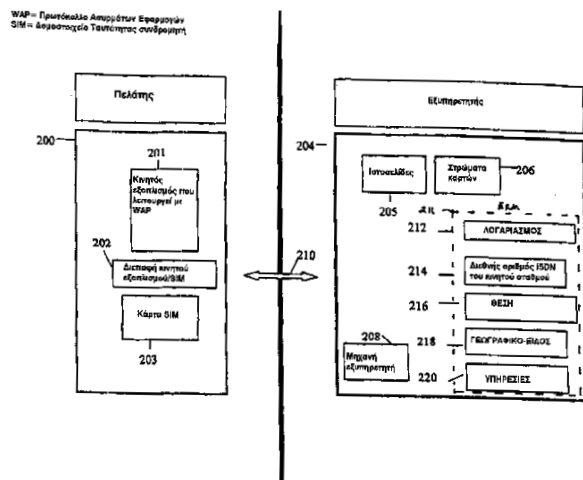 WAP= Πρωτόκολλο Ασυρμάτων Εφαρμογών
SIM= Δομοστοιχείο Ταυτότητας συνδρομητή
Πελάτης
Εξυπηρετητής
200
201
Κινητός
εξοπλισμός που
λειτουργεί με
WAP
202
Διεπαφή κινητού
εξοπλισμού/SIM
Κάρτα SIM
203
210
204
Ιστοσελίδες
205
Στρώματα
καρτών
206
212
ΛΟΓΑΡΙΑΣΜΟΣ
214
Διεθνής αριθμός ISDN
του κινητού σταθμού
216
ΘΕΣΗ
208
Μηχανή
εξυπηρετητή
218
ΓΕΩΓΡΑΦΙΚΟ-ΕΙΔΟΣ
220
ΥΠΗΡΕΣΙΕΣ